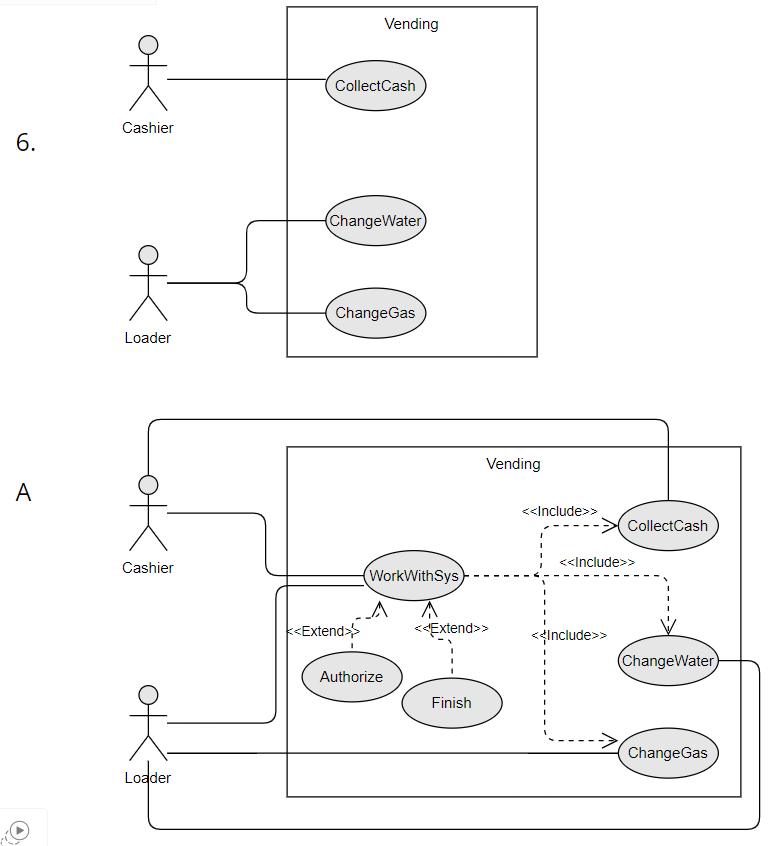 Vending
CollectCash
Cashier
6.
ChangeWater
ChangeGas
Loader
Vending
A
<<Include>>
CollectCash
<<Include>>
Cashier
WorkWithSys
<<Extend>>
<<Extend>>
<<Include>>
ChangeWater
Authorize
Finish
ChangeGas
Loader